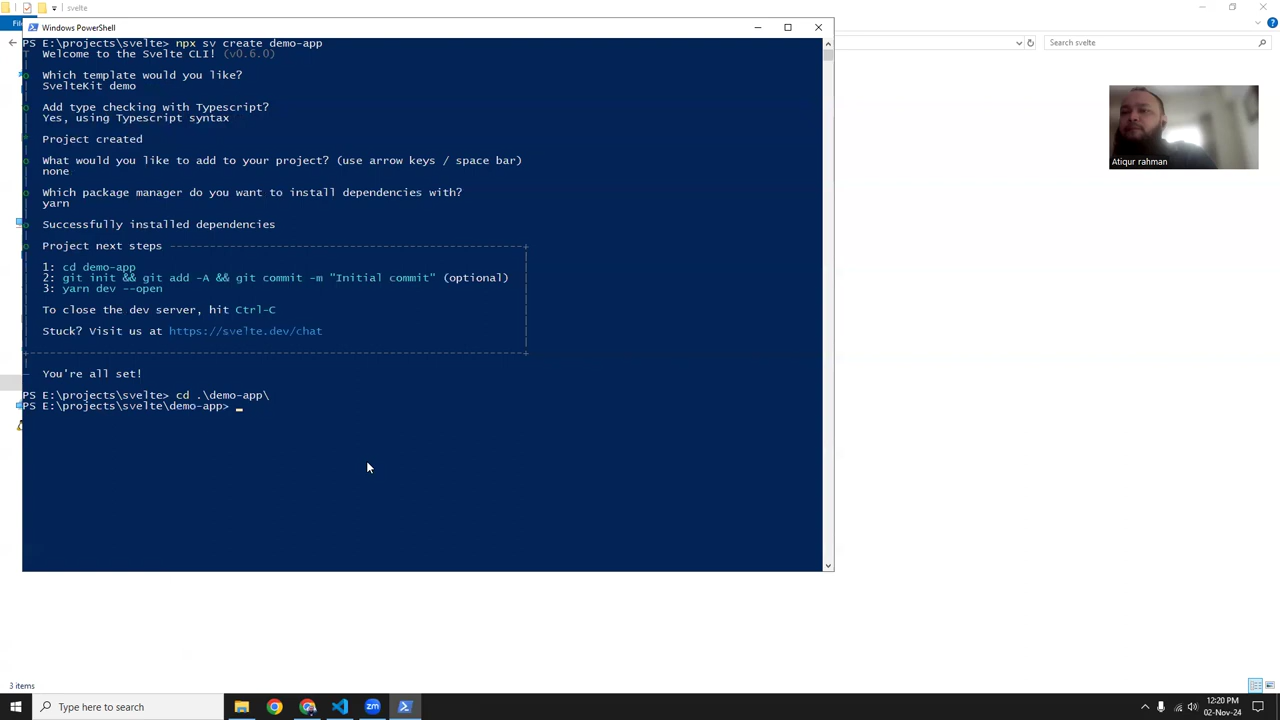 svelte
Fil
Windows PowerShell
PS E:\projects\svelte> npx sv create demo-app
Welcome to the Svelte CLI! (v0.6.0)
Which template would you like?
SvelteKit demo
Add type checking with Typescript?
Yes, using Typescript syntax
Project created
What would you like to add to your project? (use arrow keys / space bar)
none
Which package manager do you want to install dependencies with?
yarn
Successfully installed dependencies
Project next steps
1: cd demo-app
2: git init && git add -A && git commit -m "Initial commit" (optional)
3: yarn dev --open
To close the dev server, hit Ctrl-C
Stuck? Visit us at https://svelte.dev/chat
You're all set!
PS E:\projects\svelte> cd .\demo-app\
PS E:\projects\svelte\demo-app>
Search svelte
Atiqur rahman
3 items
Type here to search
zm
12:20 PM
02-Nov-24